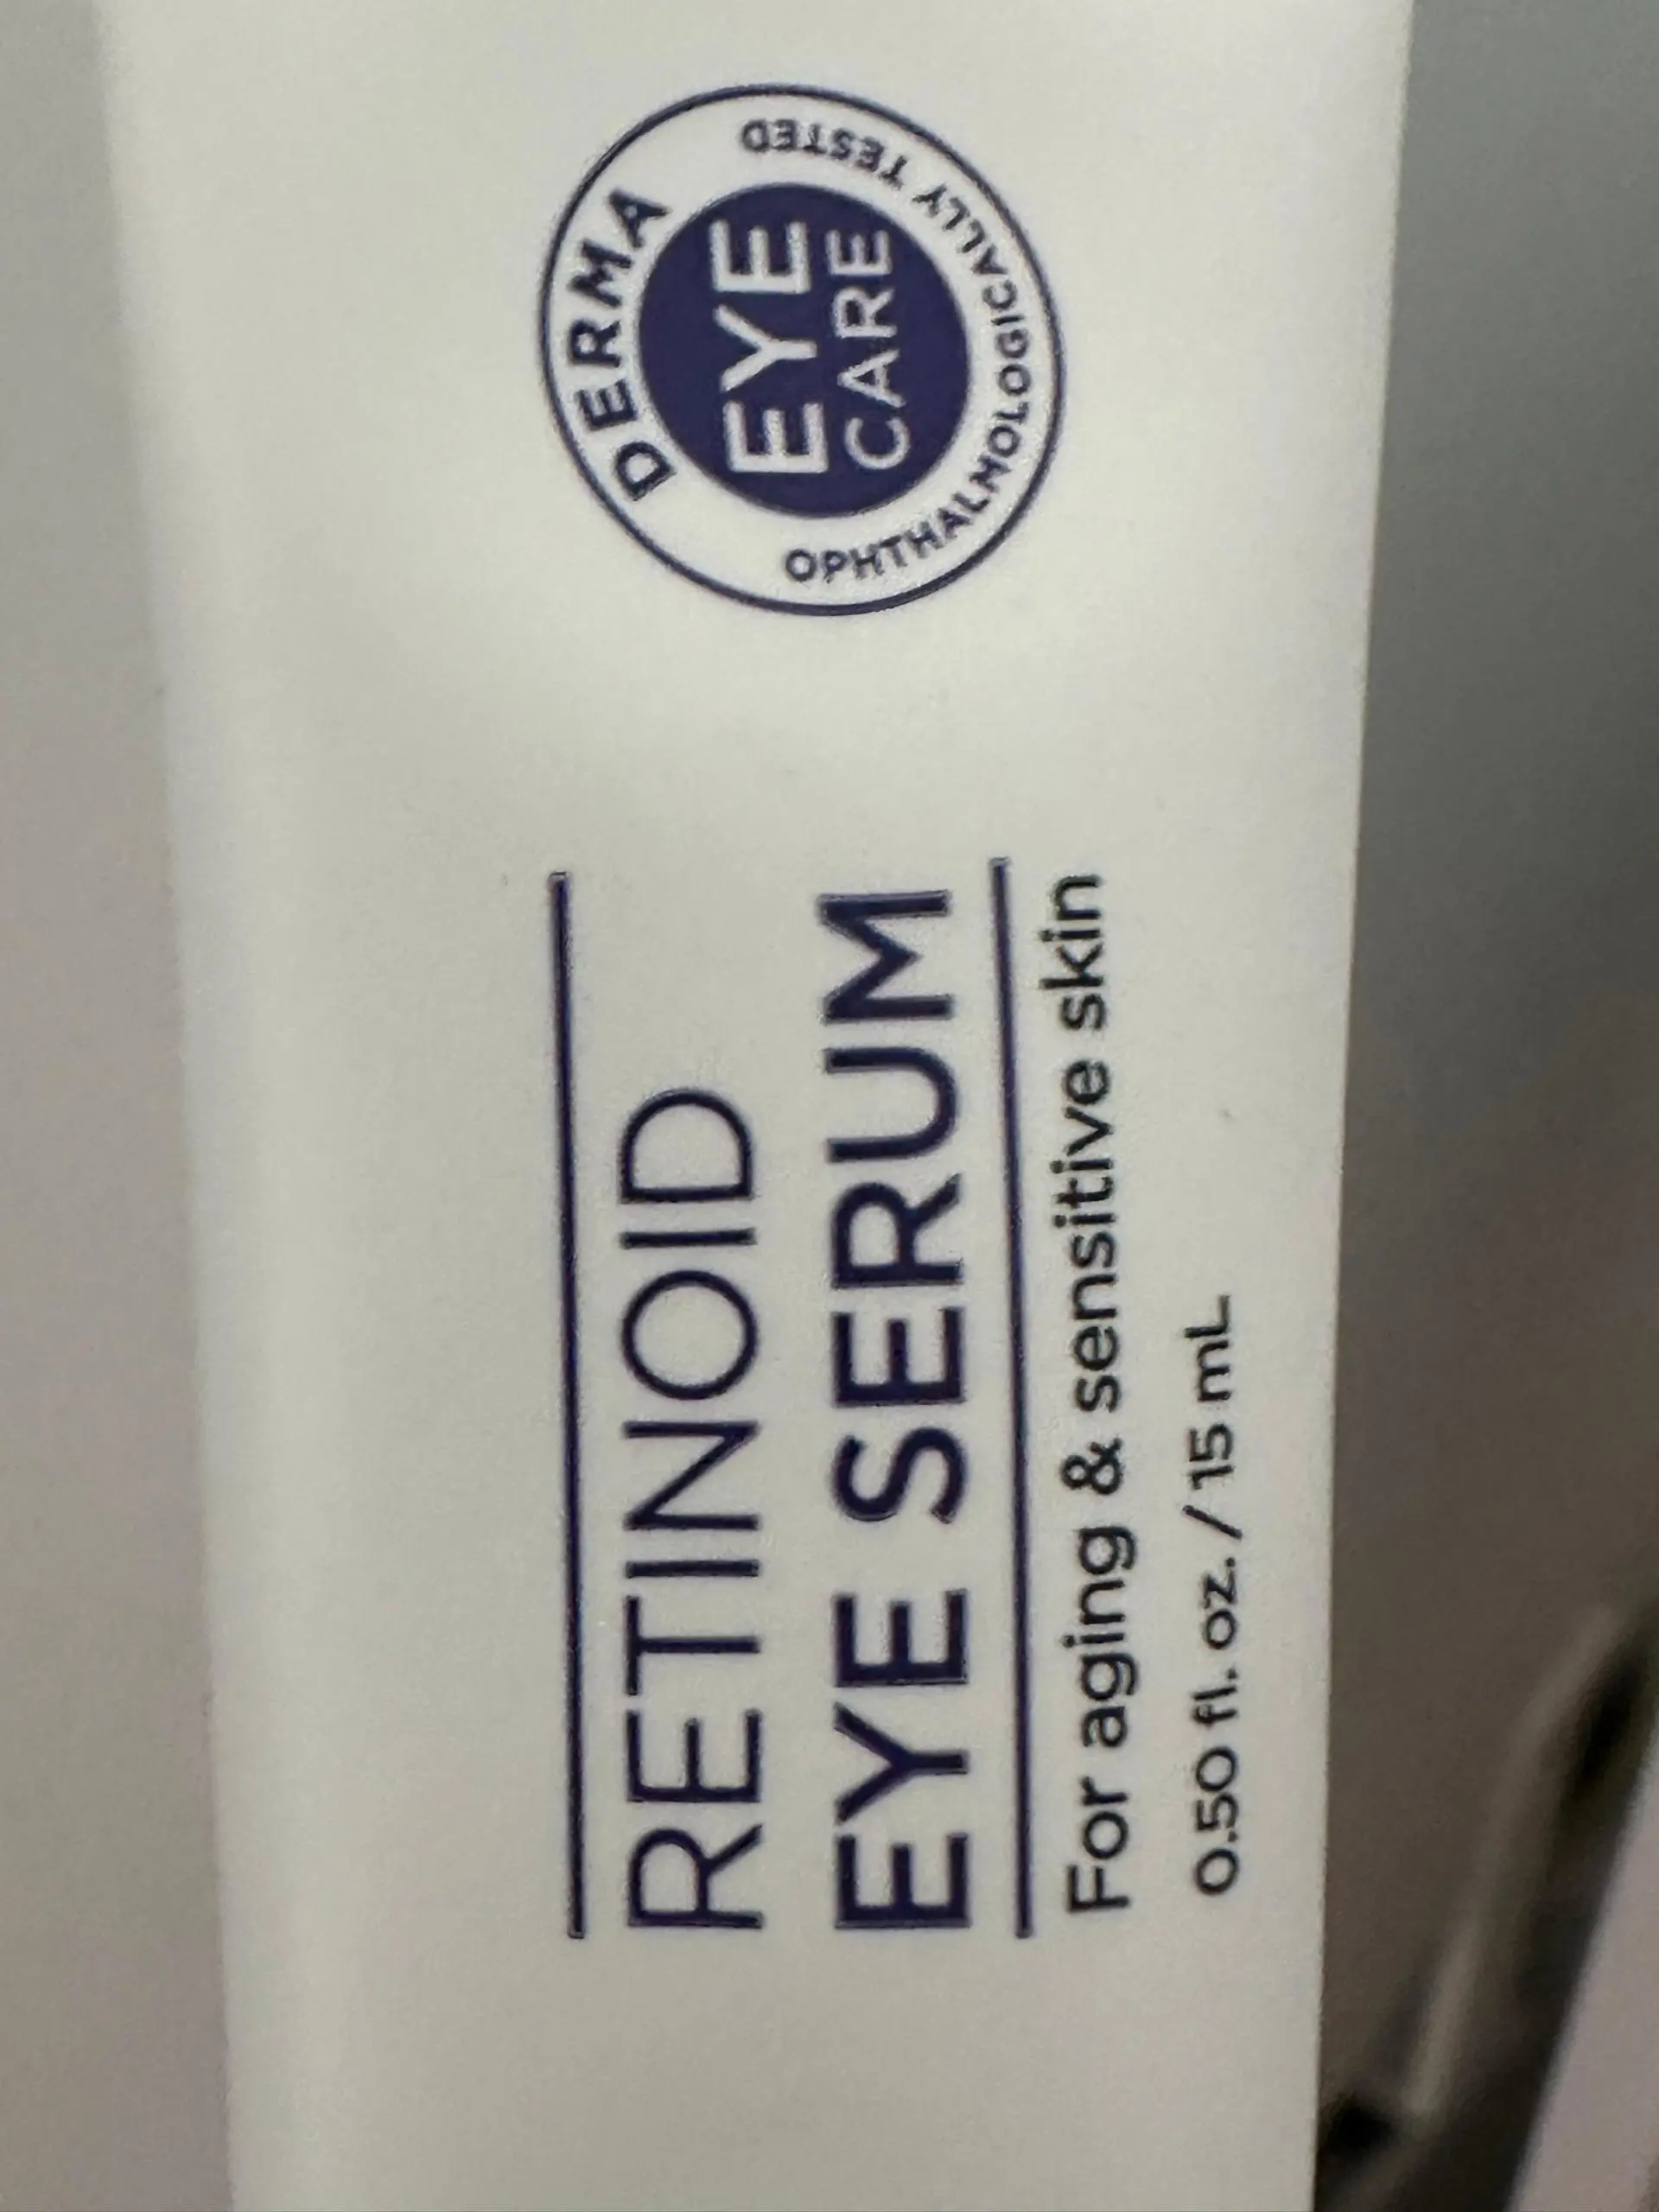 RETINOID
EYE SERUM
For aging & sensitive skin
0.50 fl. oz. / 15 mL
DERMA
EYE
CARE
OPHTHALMOLOGICALLY TESTED